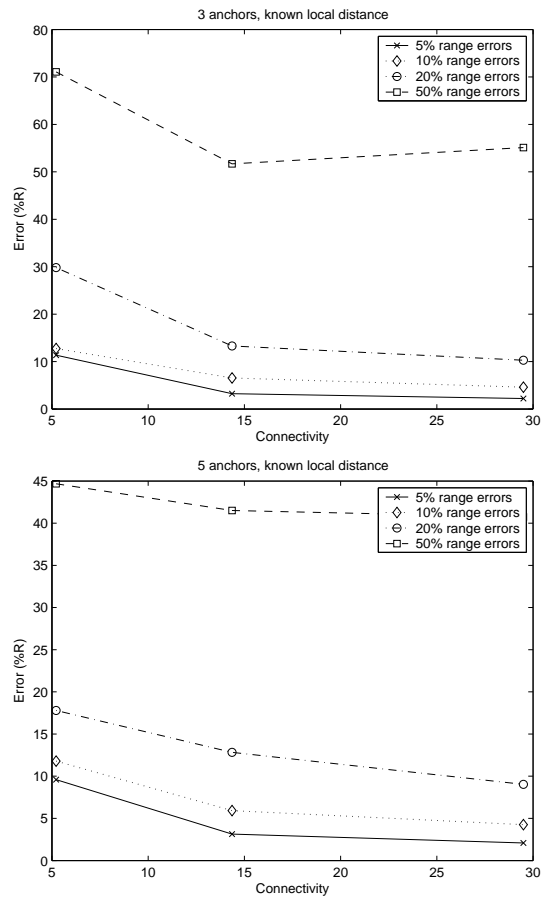 3 anchors, known local distance
80
70
60
50
40
30
20
10
0
Error (%R)
5% range errors
10% range errors
20% range errors
50% range errors
5 10 15 20 25 30
Connectivity
5 anchors, known local distance
45
40
35
30
25
20
15
10
5
0
Error (%R)
5% range errors
10% range errors
20% range errors
50% range errors
5 10 15 20 25 30
Connectivity